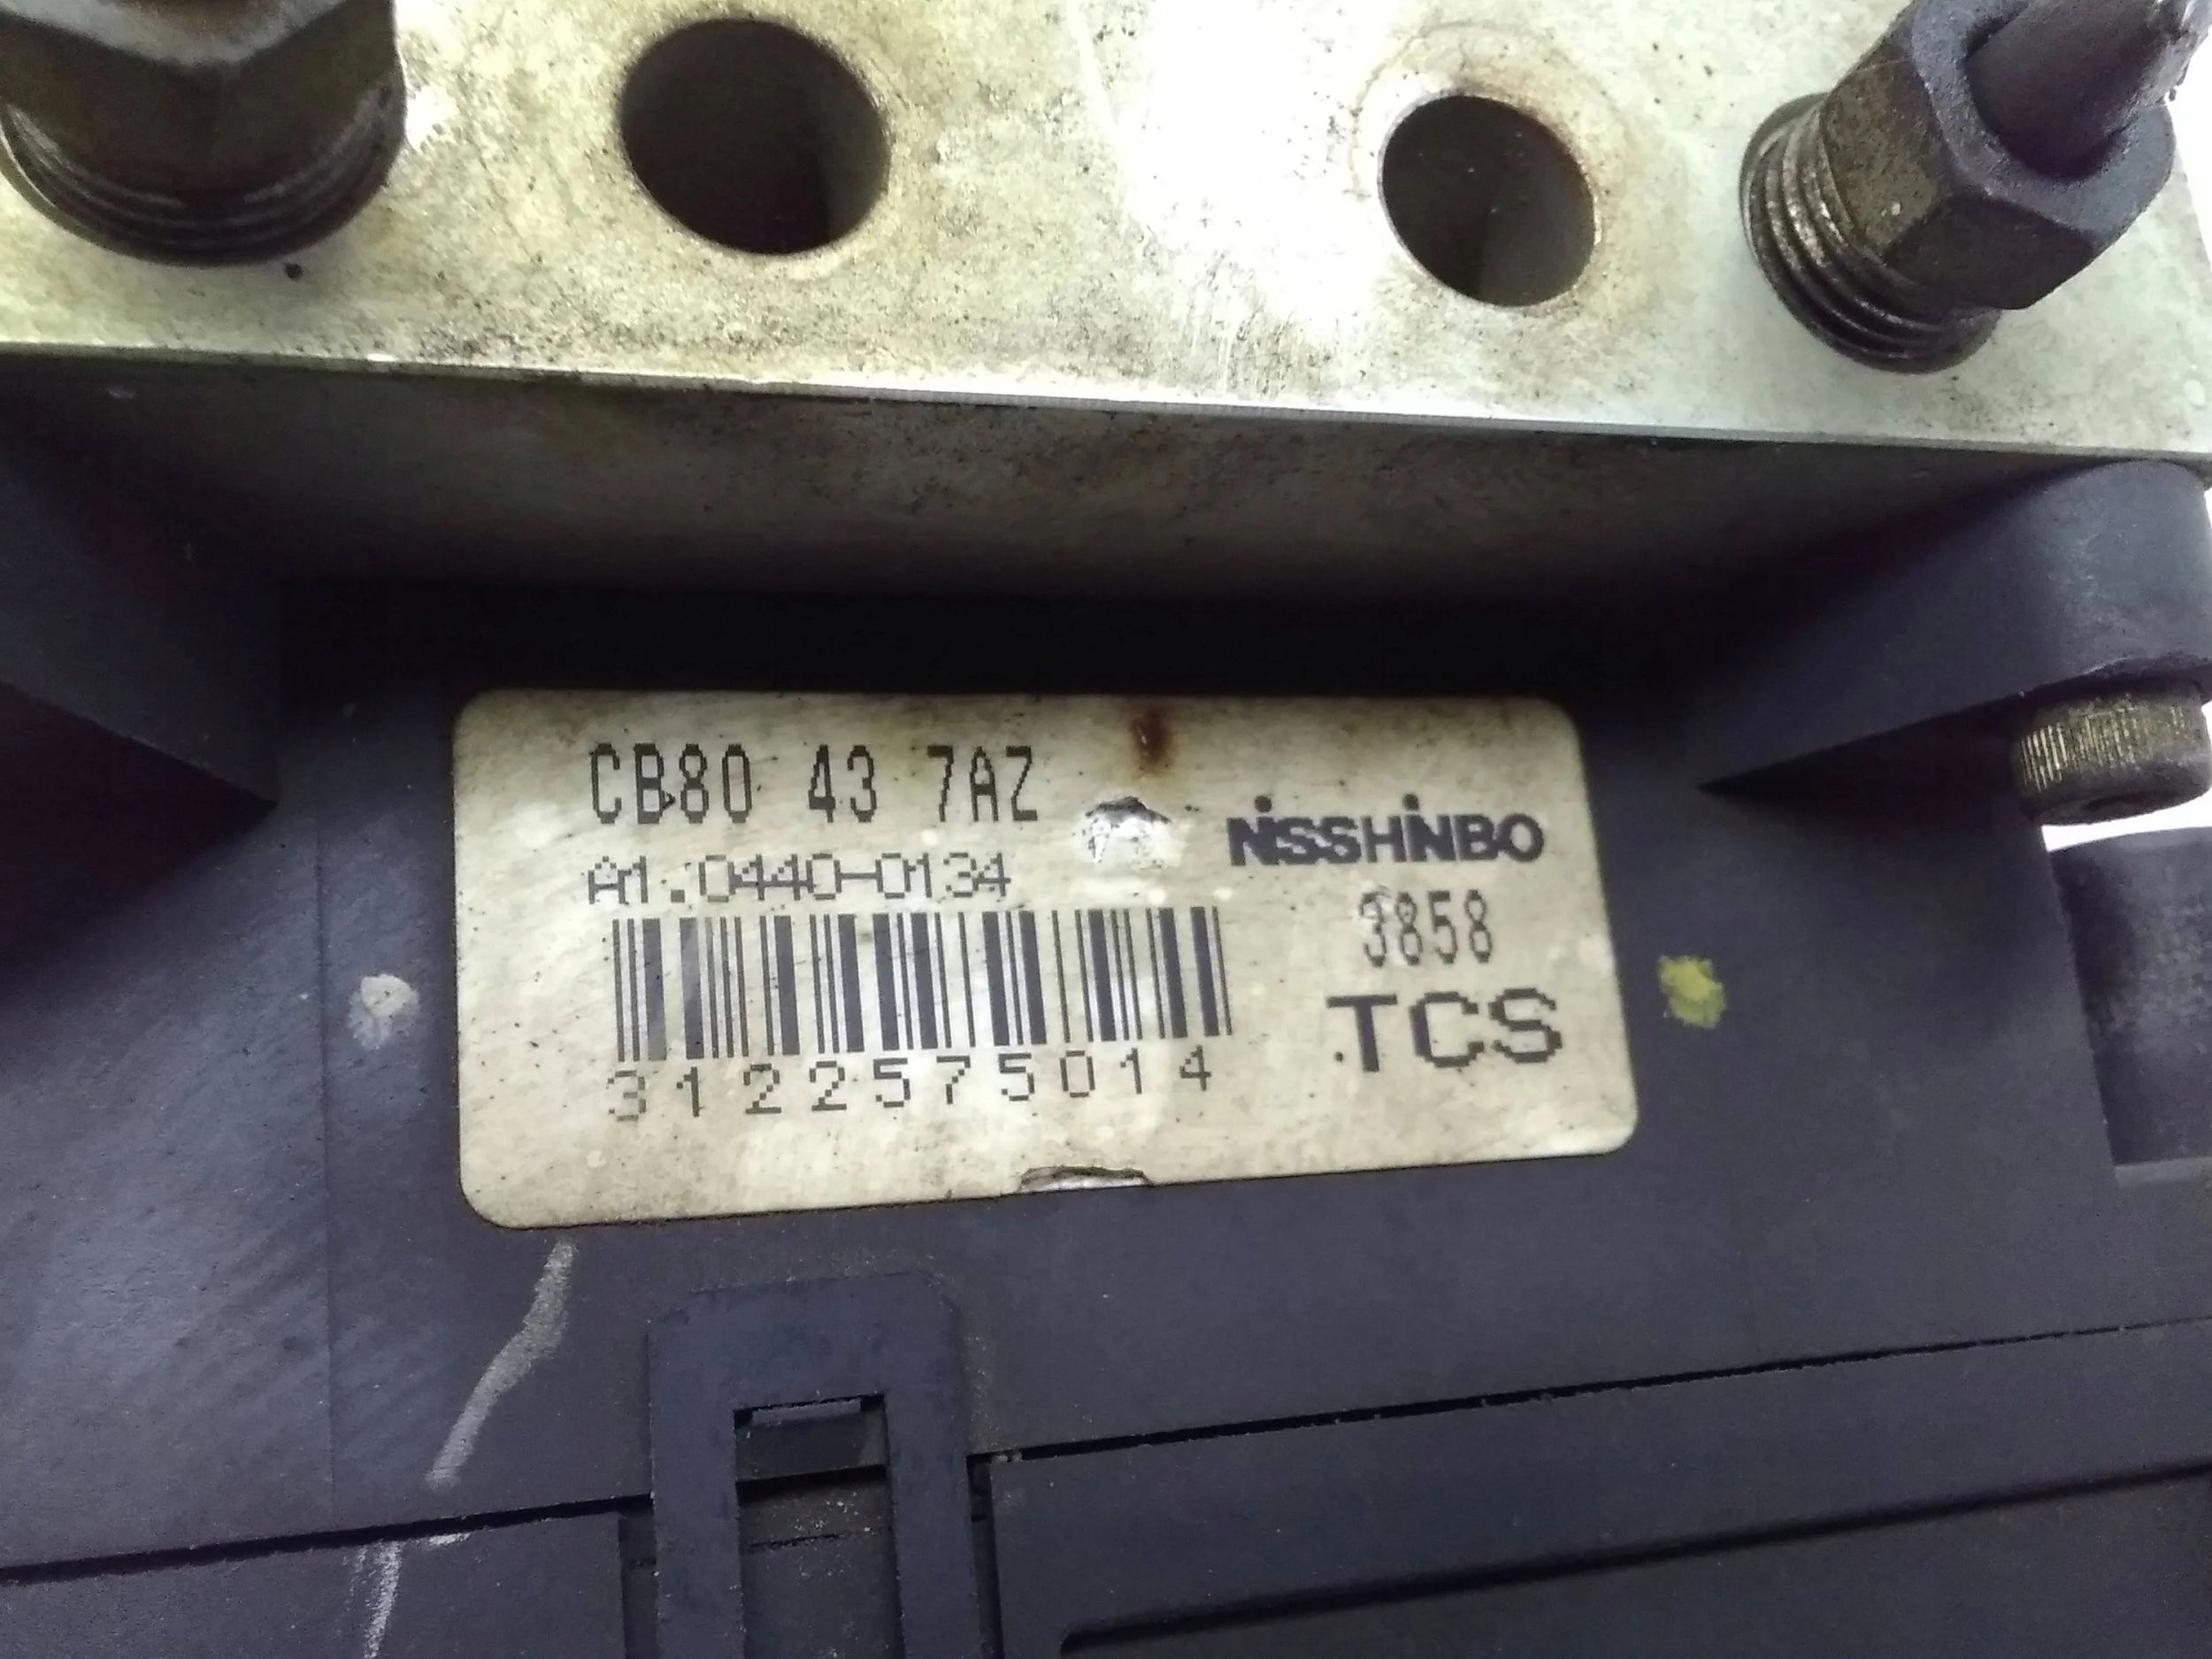 CB80 43 7AZ
A1.0440-0134
3122575014
NISSHINBO
3858
TCS